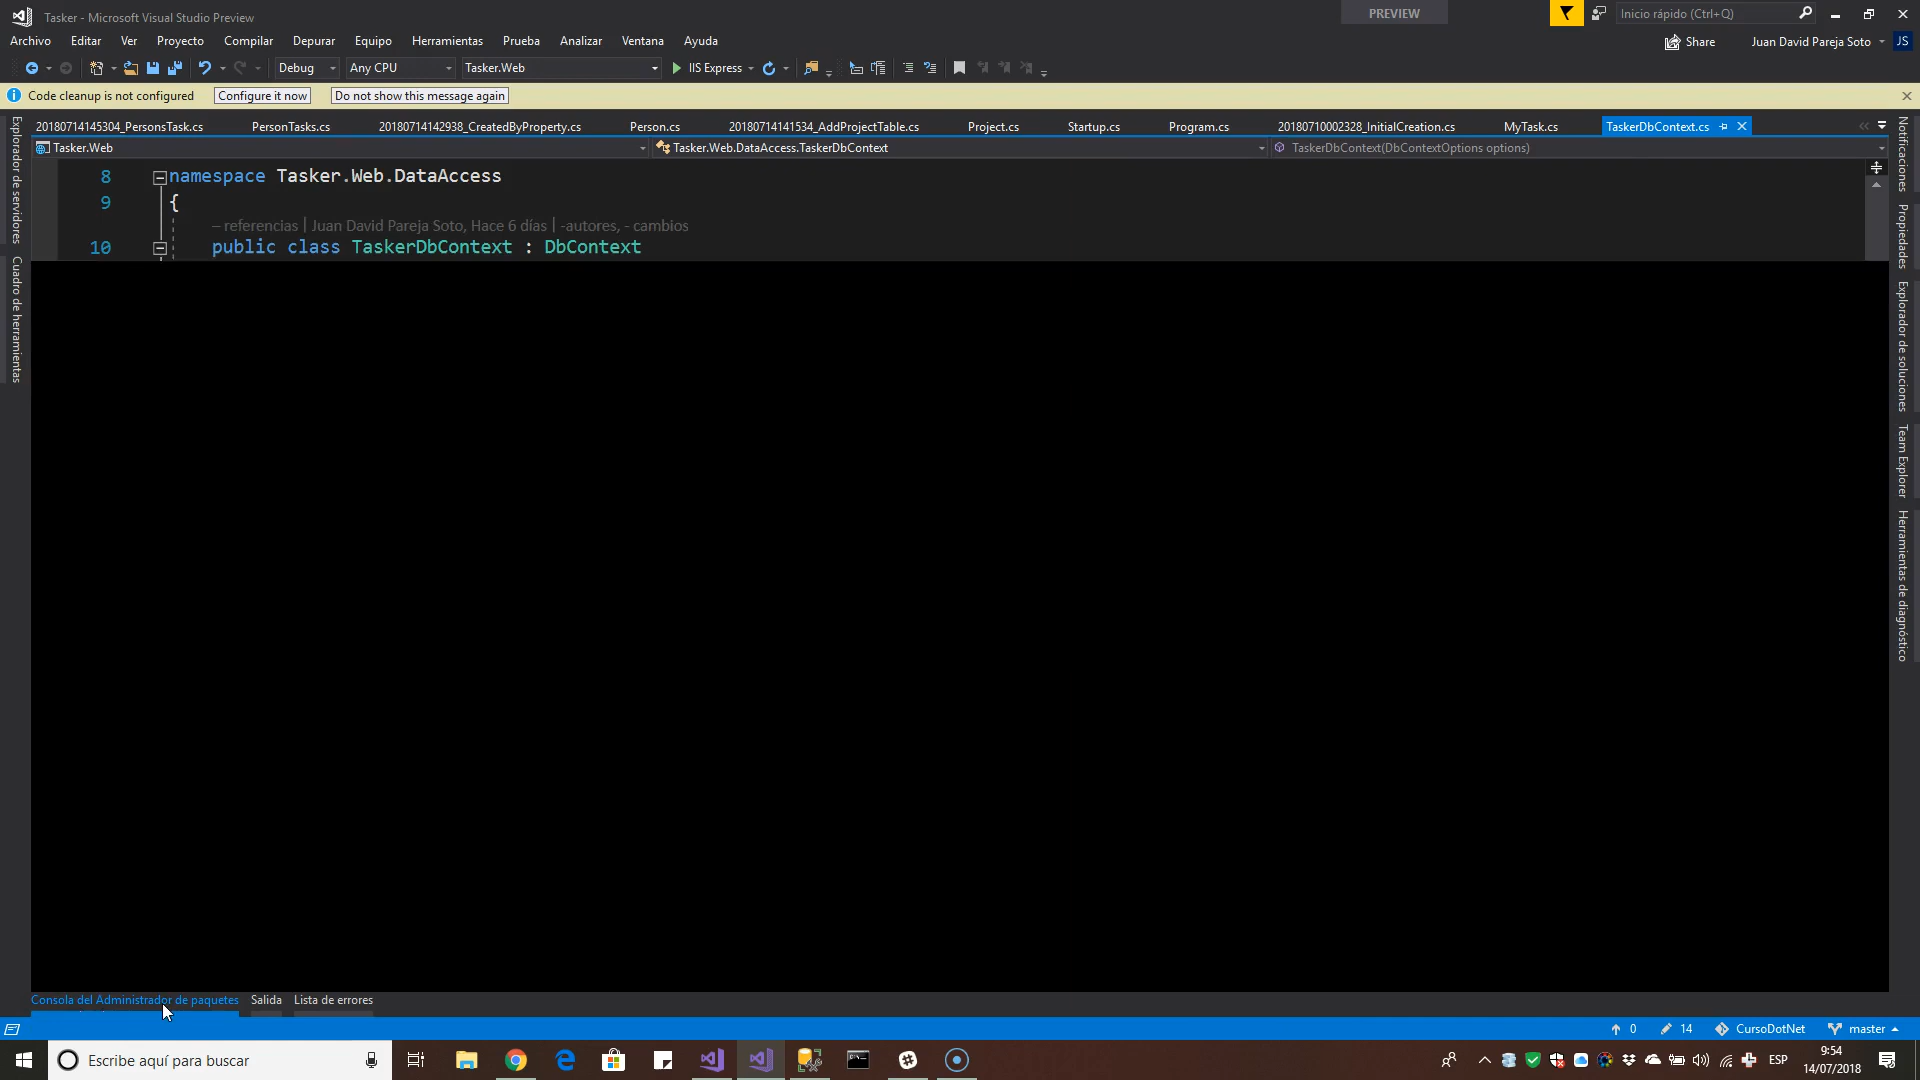 Tasker - Microsoft Visual Studio Preview
PREVIEW
Inicio rápido (Ctrl+Q)
Archivo Editar Ver Proyecto Compilar Depurar Equipo Herramientas Prueba Analizar Ventana Ayuda
Share Juan David Pareja Soto JS
Debug Any CPU Tasker.Web IIS Express
Code cleanup is not configured Configure it now Do not show this message again
20180714145304_PersonsTask.cs PersonTasks.cs 20180714142938_CreatedByProperty.cs Person.cs 20180714141534_AddProjectTable.cs Project.cs Startup.cs Program.cs 20180710002328_InitialCreation.cs MyTask.cs TaskerDbContext.cs
Tasker.Web Tasker.Web.DataAccess.TaskerDbContext TaskerDbContext(DbContextOptions options)
8 namespace Tasker.Web.DataAccess
9 {
– referencias | Juan David Pareja Soto, Hace 6 días | -autores, - cambios
10 public class TaskerDbContext : DbContext
Explorador de servidores
Cuadro de herramientas
Notificaciones
Propiedades
Explorador de soluciones
Team Explorer
Herramientas de diagnóstico
Consola del Administrador de paquetes Salida Lista de errores
0 14 CursoDotNet master
Escribe aquí para buscar
ESP
9:54
14/07/2018